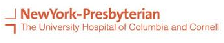 NewYork-Presbyterian
The University Hospital of Columbia and Cornell